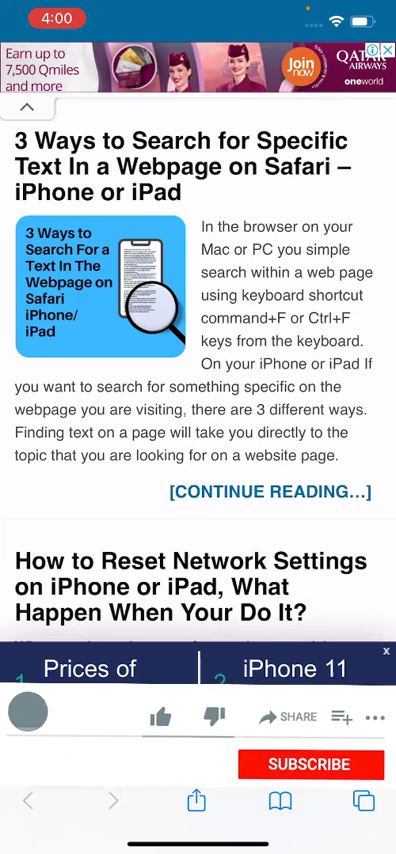 4:00
Earn up to
7,500 Qmiles
and more
Join
now
QATAR
AIRWAYS
oneworld
3 Ways to Search for Specific
Text In a Webpage on Safari –
iPhone or iPad
3 Ways to
Search For a
Text In The
Webpage on
Safari
iPhone/
iPad
In the browser on your
Mac or PC you simple
search within a web page
using keyboard shortcut
command+F or Ctrl+F
keys from the keyboard.
On your iPhone or iPad If
you want to search for something specific on the
webpage you are visiting, there are 3 different ways.
Finding text on a page will take you directly to the
topic that you are looking for on a website page.
[CONTINUE READING...]
How to Reset Network Settings
on iPhone or iPad, What
Happen When Your Do It?
x
1 Prices of
2 iPhone 11
SHARE
SUBSCRIBE